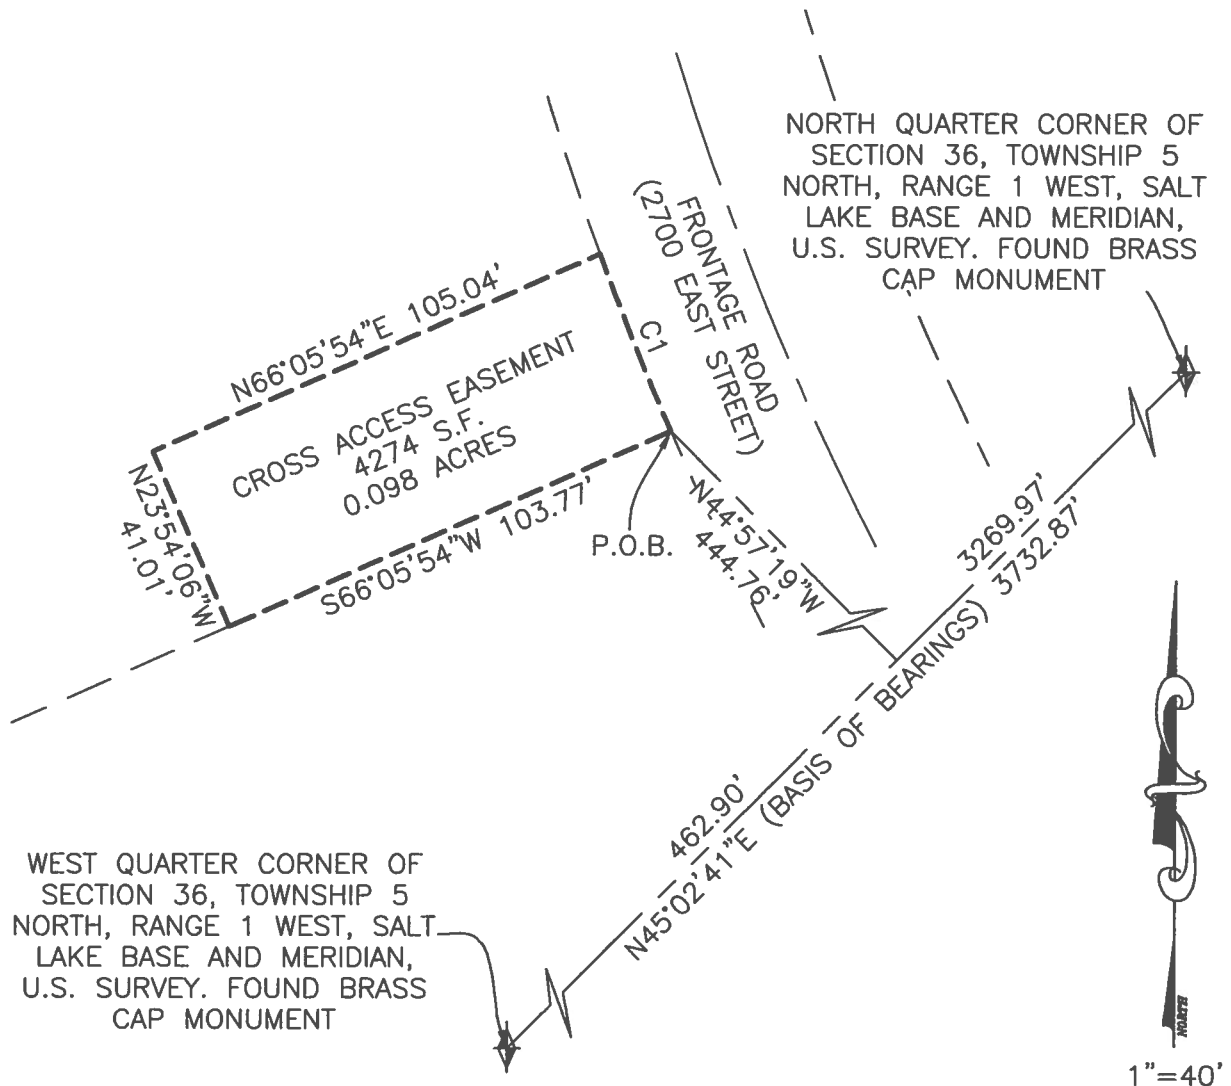 NORTH QUARTER CORNER OF
SECTION 36, TOWNSHIP 5
NORTH, RANGE 1 WEST, SALT
LAKE BASE AND MERIDIAN,
U.S. SURVEY. FOUND BRASS
CAP MONUMENT
FRONTAGE ROAD
(2700 EAST STREET)
N66°05'54"E 105.04'
C1
CROSS ACCESS EASEMENT
4274 S.F.
0.098 ACRES
N23°54'06"W
41.01'
S66°05'54"W 103.77'
P.O.B.
N44°57'19"W
444.76'
3269.97'
3732.87'
462.90'
N45°02'41"E (BASIS OF BEARINGS)
WEST QUARTER CORNER OF
SECTION 36, TOWNSHIP 5
NORTH, RANGE 1 WEST, SALT
LAKE BASE AND MERIDIAN,
U.S. SURVEY. FOUND BRASS
CAP MONUMENT
NORTH
1"=40'